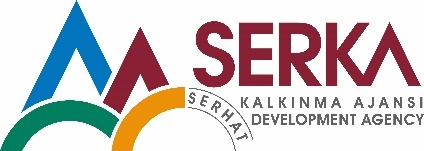 SERKA
SERHAT
KALKINMA AJANSI
DEVELOPMENT AGENCY